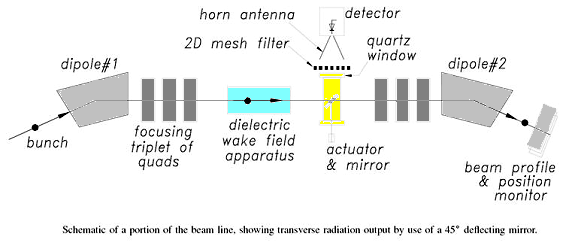 horn antenna
detector
2D mesh filter
quartz
window
dipole#1
dipole#2
bunch
focusing
triplet of
quads
dielectric
wake field
apparatus
actuator
& mirror
beam profile
& position
monitor
Schematic of a portion of the beam line, showing transverse radiation output by use of a 45° deflecting mirror.